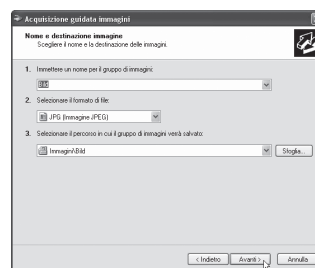 Acquisizione guidata immagini
Nome e destinazione immagine
Scegliere il nome e la destinazione delle immagini.
1. Immettere un nome per il gruppo di immagini:
2. Selezionare il formato di file:
JPG (Immagine JPEG)
3. Selezionare il percorso in cui il gruppo di immagini verrà salvato:
Immagini\Bild
Sfoglia...
< Indietro
Avanti >
Annulla